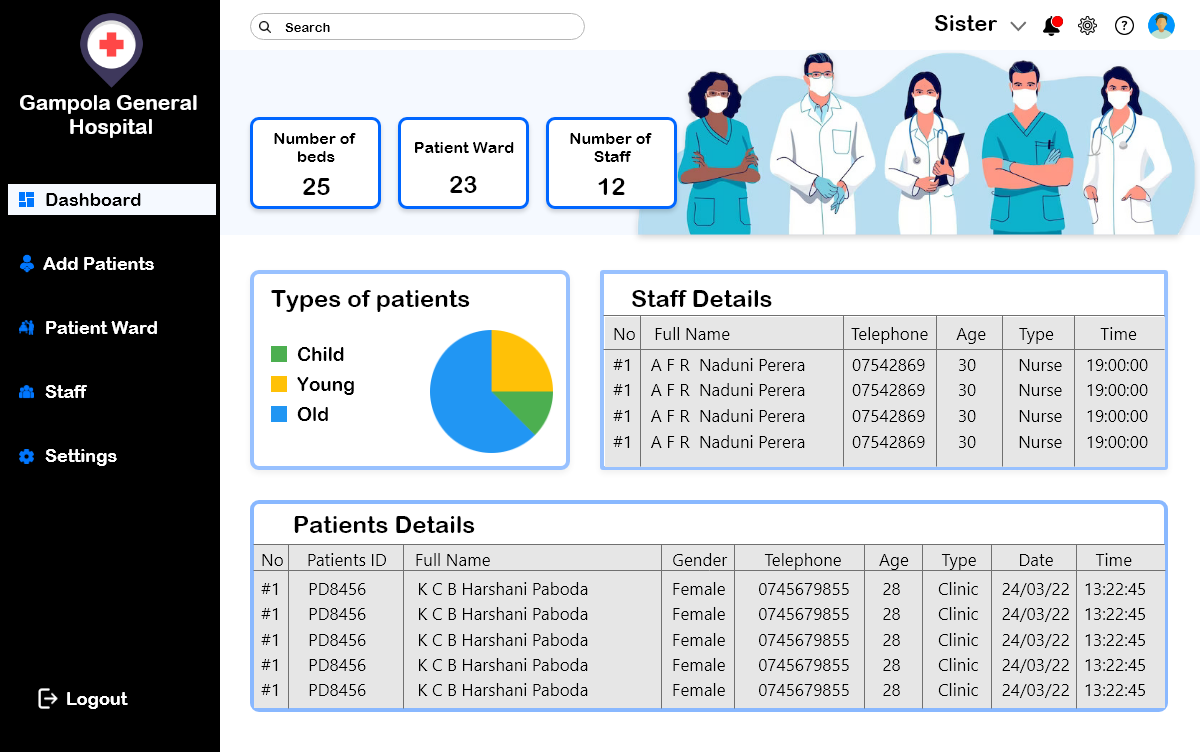 Gampola General
Hospital
Dashboard
Add Patients
Patient Ward
Staff
Settings
Logout
Search
Sister
Number of
beds
25
Patient Ward
23
Number of
Staff
12
Types of patients
Child
Young
Old
Staff Details
No Full Name Telephone Age Type Time
#1 A F R Naduni Perera 07542869 30 Nurse 19:00:00
#1 A F R Naduni Perera 07542869 30 Nurse 19:00:00
#1 A F R Naduni Perera 07542869 30 Nurse 19:00:00
#1 A F R Naduni Perera 07542869 30 Nurse 19:00:00
Patients Details
No Patients ID Full Name Gender Telephone Age Type Date Time
#1 PD8456 K C B Harshani Paboda Female 0745679855 28 Clinic 24/03/22 13:22:45
#1 PD8456 K C B Harshani Paboda Female 0745679855 28 Clinic 24/03/22 13:22:45
#1 PD8456 K C B Harshani Paboda Female 0745679855 28 Clinic 24/03/22 13:22:45
#1 PD8456 K C B Harshani Paboda Female 0745679855 28 Clinic 24/03/22 13:22:45
#1 PD8456 K C B Harshani Paboda Female 0745679855 28 Clinic 24/03/22 13:22:45